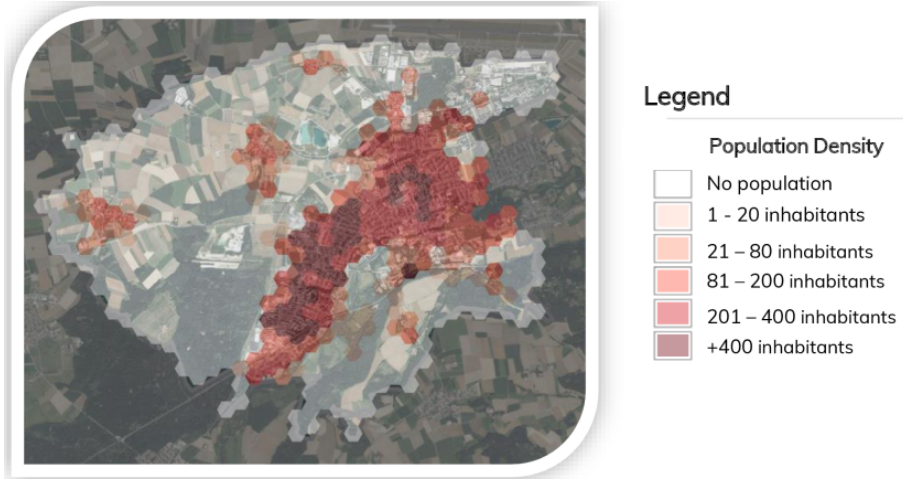 Legend
Population Density
No population
1 - 20 inhabitants
21 – 80 inhabitants
81 – 200 inhabitants
201 – 400 inhabitants
+400 inhabitants